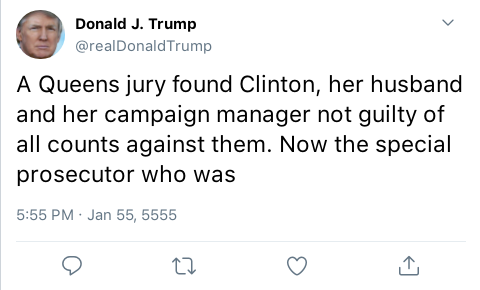 Donald J. Trump
@realDonaldTrump
A Queens jury found Clinton, her husband
and her campaign manager not guilty of
all counts against them. Now the special
prosecutor who was
5:55 PM · Jan 55, 5555